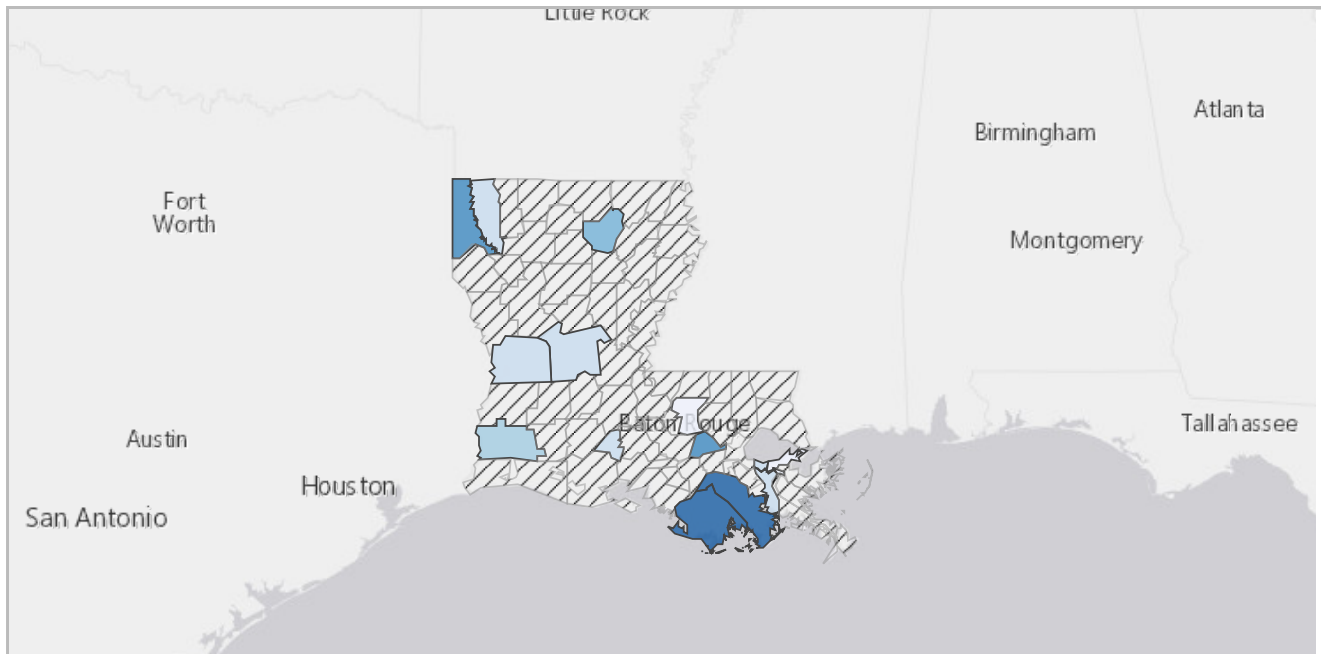 Little Rock
Atlanta
Birmingham
Fort
Worth
Montgomery
Baton Rouge
Tallahassee
Austin
Houston
San Antonio